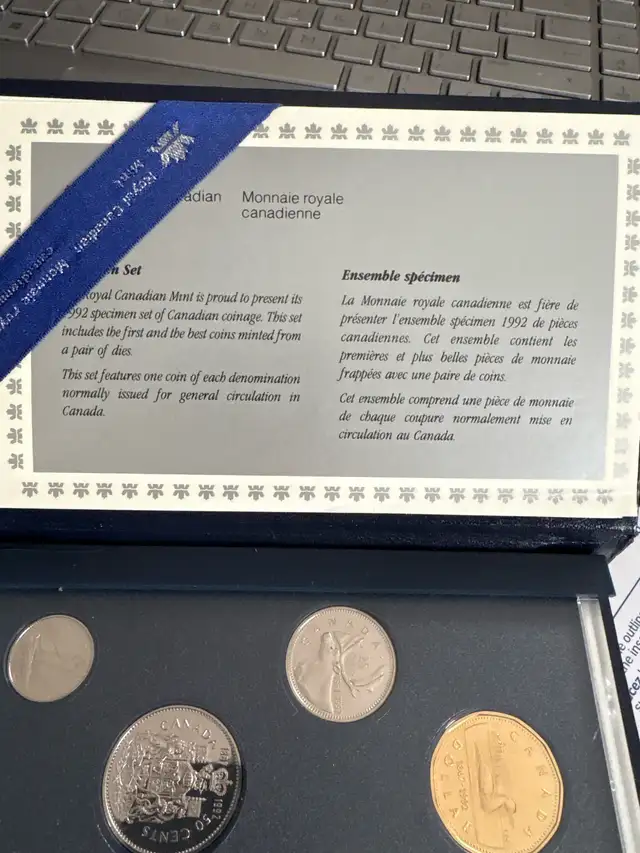 Royal Canadian
Mint
Monnaie royale
adian
Monnaie royale
canadienne
n Set
Royal Canadian Mint is proud to present its
992 specimen set of Canadian coinage. This set
includes the first and the best coins minted from
a pair of dies.
This set features one coin of each denomination
normally issued for general circulation in
Canada.
Ensemble spécimen
La Monnaie royale canadienne est fière de
présenter l'ensemble spécimen 1992 de pièces
canadiennes. Cet ensemble contient les
premières et plus belles pièces de monnaie
frappées avec une paire de coins.
Cet ensemble comprend une pièce de monnaie
de chaque coupure normalement mise en
circulation au Canada.
CANADA
CANADA
1992
50 CENTS
CANADA
DOLLAR